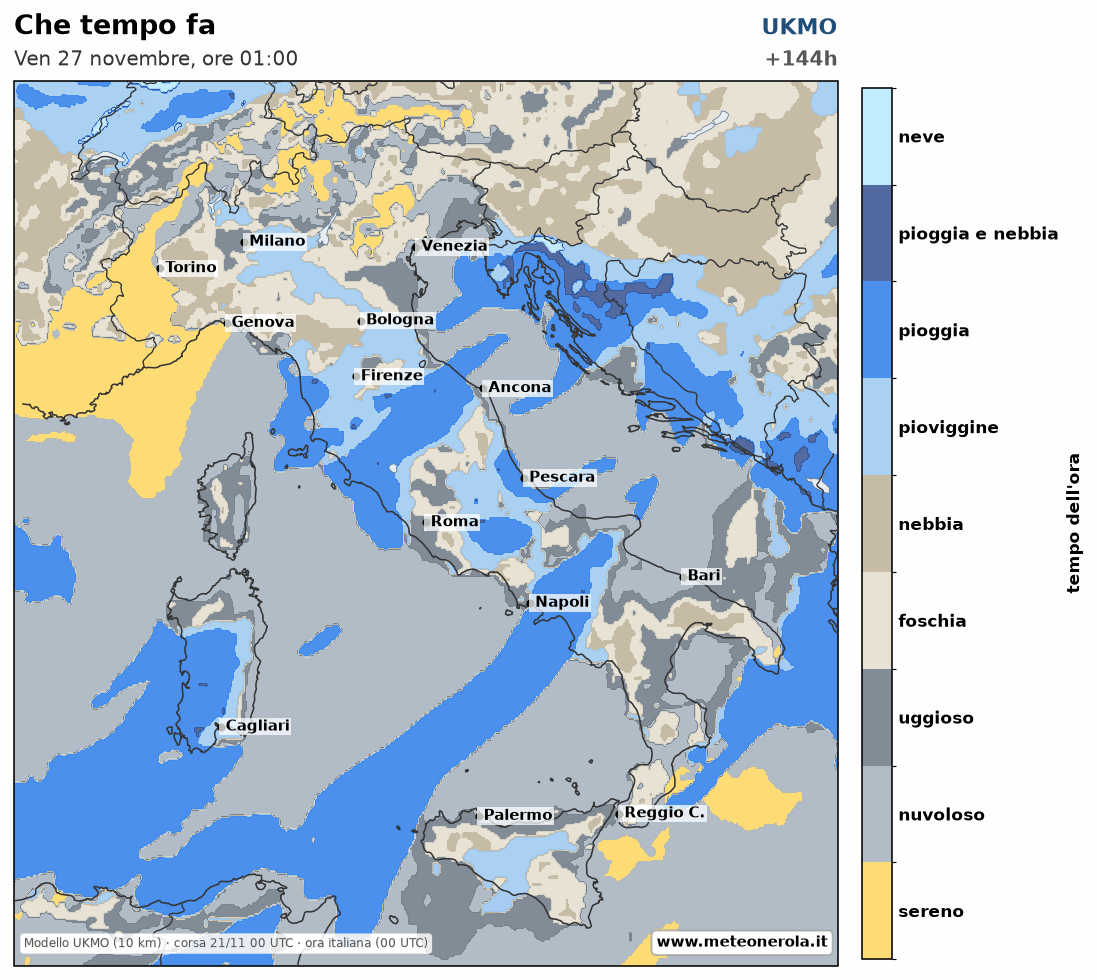 Che tempo fa
UKMO
Ven 27 novembre, ore 01:00
+144h
neve
pioggia e nebbia
pioggia
pioviggine
nebbia
foschia
uggioso
nuvoloso
sereno
tempo dell'ora
Milano
Venezia
Torino
Genova
Bologna
Firenze
Ancona
Pescara
Roma
Bari
Napoli
Cagliari
Palermo
Reggio C.
Modello UKMO (10 km) · corsa 21/11 00 UTC · ora italiana (00 UTC)
www.meteonerola.it